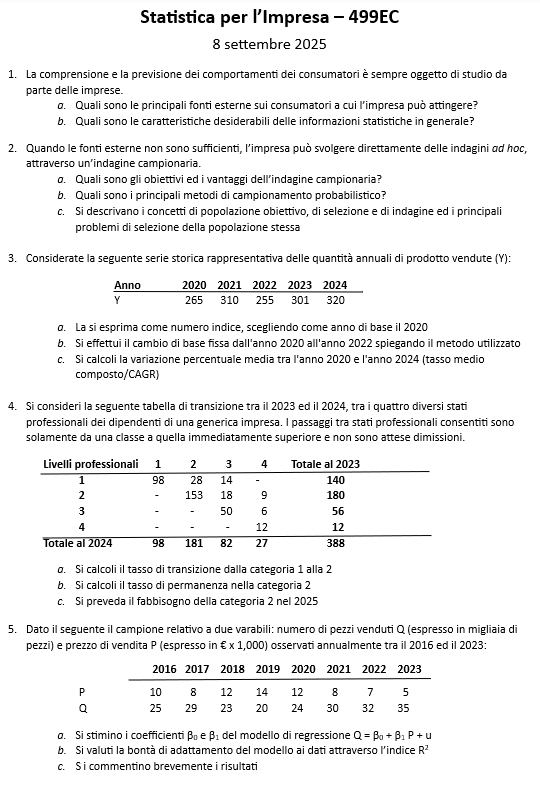 Statistica per l'Impresa – 499EC
8 settembre 2025
1. La comprensione e la previsione dei comportamenti dei consumatori è sempre oggetto di studio da
parte delle imprese.
a. Quali sono le principali fonti esterne sui consumatori a cui l'impresa può attingere?
b. Quali sono le caratteristiche desiderabili delle informazioni statistiche in generale?
2. Quando le fonti esterne non sono sufficienti, l'impresa può svolgere direttamente delle indagini ad hoc,
attraverso un'indagine campionaria.
a. Quali sono gli obiettivi ed i vantaggi dell'indagine campionaria?
b. Quali sono i principali metodi di campionamento probabilistico?
c. Si descrivano i concetti di popolazione obiettivo, di selezione e di indagine ed i principali
problemi di selezione della popolazione stessa
3. Considerate la seguente serie storica rappresentativa delle quantità annuali di prodotto vendute (Y):
Anno 2020 2021 2022 2023 2024
Y 265 310 255 301 320
a. La si esprima come numero indice, scegliendo come anno di base il 2020
b. Si effettui il cambio di base fissa dall'anno 2020 all'anno 2022 spiegando il metodo utilizzato
c. Si calcoli la variazione percentuale media tra l'anno 2020 e l'anno 2024 (tasso medio
composto/CAGR)
4. Si consideri la seguente tabella di transizione tra il 2023 ed il 2024, tra i quattro diversi stati
professionali dei dipendenti di una generica impresa. I passaggi tra stati professionali consentiti sono
solamente da una classe a quella immediatamente superiore e non sono attese dimissioni.
Livelli professionali 1 2 3 4 Totale al 2023
1 98 28 14 - 140
2 - 153 18 9 180
3 - - 50 6 56
4 - - - 12 12
Totale al 2024 98 181 82 27 388
a. Si calcoli il tasso di transizione dalla categoria 1 alla 2
b. Si calcoli il tasso di permanenza nella categoria 2
c. Si preveda il fabbisogno della categoria 2 nel 2025
5. Dato il seguente il campione relativo a due varabili: numero di pezzi venduti Q (espresso in migliaia di
pezzi) e prezzo di vendita P (espresso in € x 1,000) osservati annualmente tra il 2016 ed il 2023:
2016 2017 2018 2019 2020 2021 2022 2023
P 10 8 12 14 12 8 7 5
Q 25 29 23 20 24 30 32 35
a. Si stimino i coefficienti β₀ e β₁ del modello di regressione Q = β₀ + β₁ P + u
b. Si valuti la bontà di adattamento del modello ai dati attraverso l'indice R²
c. Si commentino brevemente i risultati